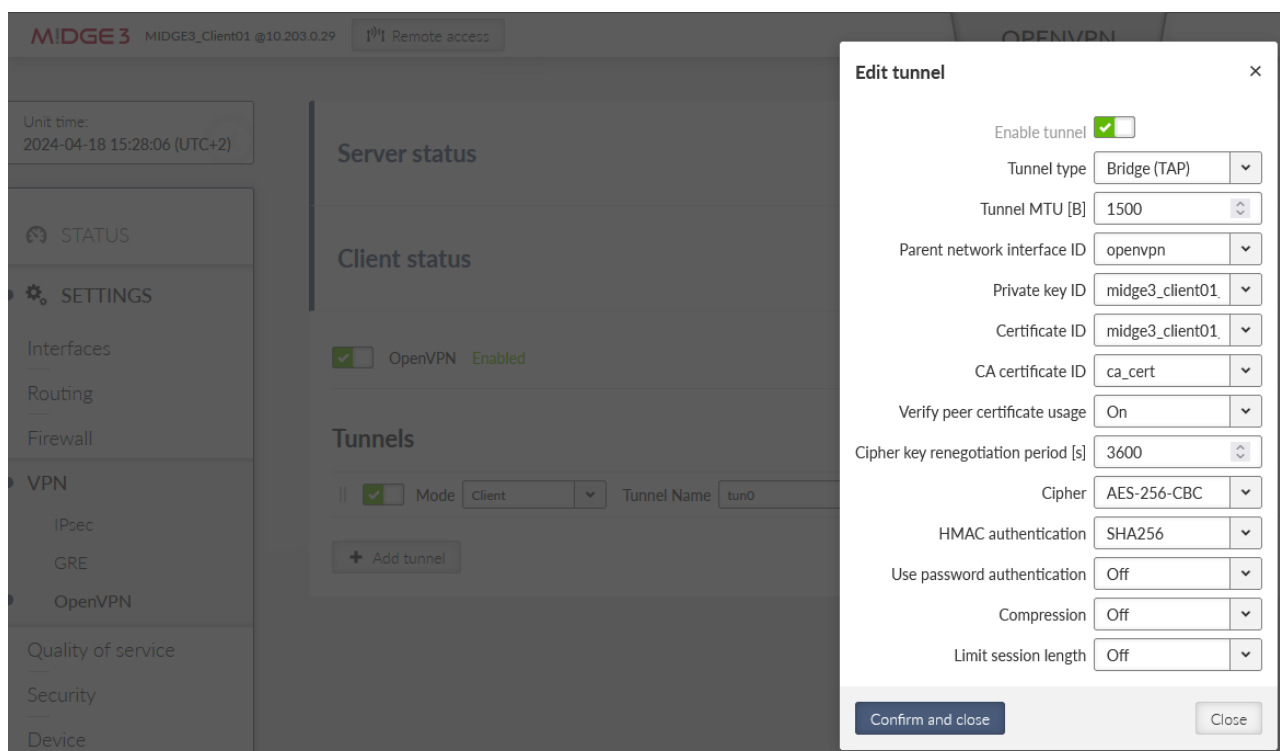 MIDGE3 MIDGE3_Client01 @10.203.0.29 Remote access
OPENVPN
Unit time:
2024-04-18 15:28:06 (UTC+2)
STATUS
SETTINGS
Interfaces
Routing
Firewall
VPN
IPsec
GRE
OpenVPN
Quality of service
Security
Device
Server status
Client status
OpenVPN Enabled
Tunnels
Mode Client Tunnel Name tun0
+ Add tunnel
Edit tunnel ×
Enable tunnel
Tunnel type Bridge (TAP)
Tunnel MTU [B] 1500
Parent network interface ID openvpn
Private key ID midge3_client01_
Certificate ID midge3_client01_
CA certificate ID ca_cert
Verify peer certificate usage On
Cipher key renegotiation period [s] 3600
Cipher AES-256-CBC
HMAC authentication SHA256
Use password authentication Off
Compression Off
Limit session length Off
Confirm and close Close